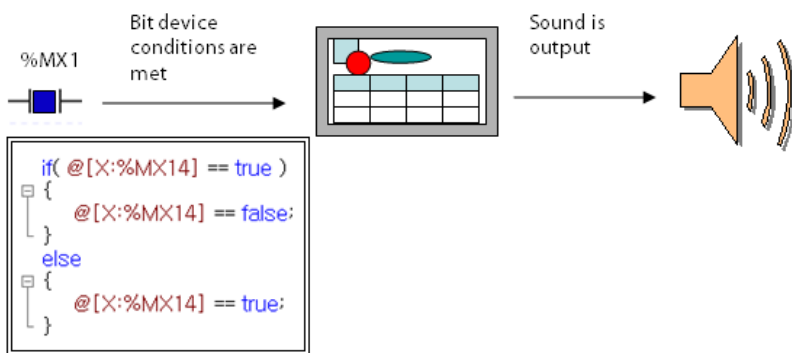 %MX1
Bit device
conditions are
met
Sound is
output
if( @[X:%MX14] == true )
{
@[X:%MX14] == false;
}
else
{
@[X:%MX14] == true;
}